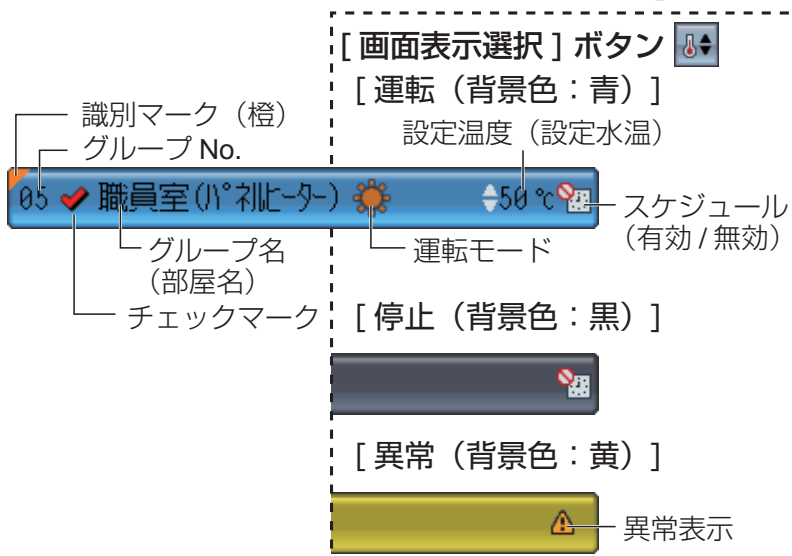 [ 画面表示選択 ] ボタン
[ 運転（背景色：青）]
識別マーク（橙）
設定温度（設定水温）
グループ No.
05 職員室(ﾊﾟﾈﾙﾋｰﾀｰ) 50 ℃
スケジュール
（有効 / 無効）
グループ名
（部屋名）
運転モード
チェックマーク
[ 停止（背景色：黒）]
[ 異常（背景色：黄）]
異常表示